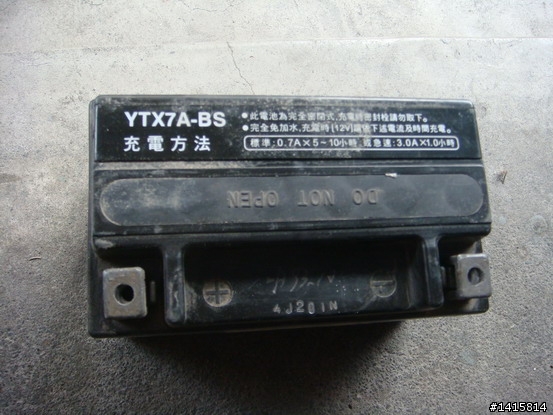 YTX7A-BS
充電方法
●此電池為完全密閉式,充電時密封栓請勿取下。
●完全免加水,充電時(12V)請依下述電流及時間充電。
標準:0.7A×5~10小時 或急速:3.0A×1.0小時
DO NOT OPEN
4J201N
#1415814